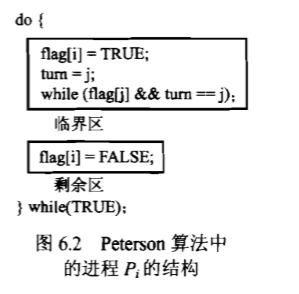 do {
flag[i] = TRUE;
turn = j;
while (flag[j] && turn == j);
临界区
flag[i] = FALSE;
剩余区
} while(TRUE);
图 6.2 Peterson 算法中
的进程 Pi 的结构